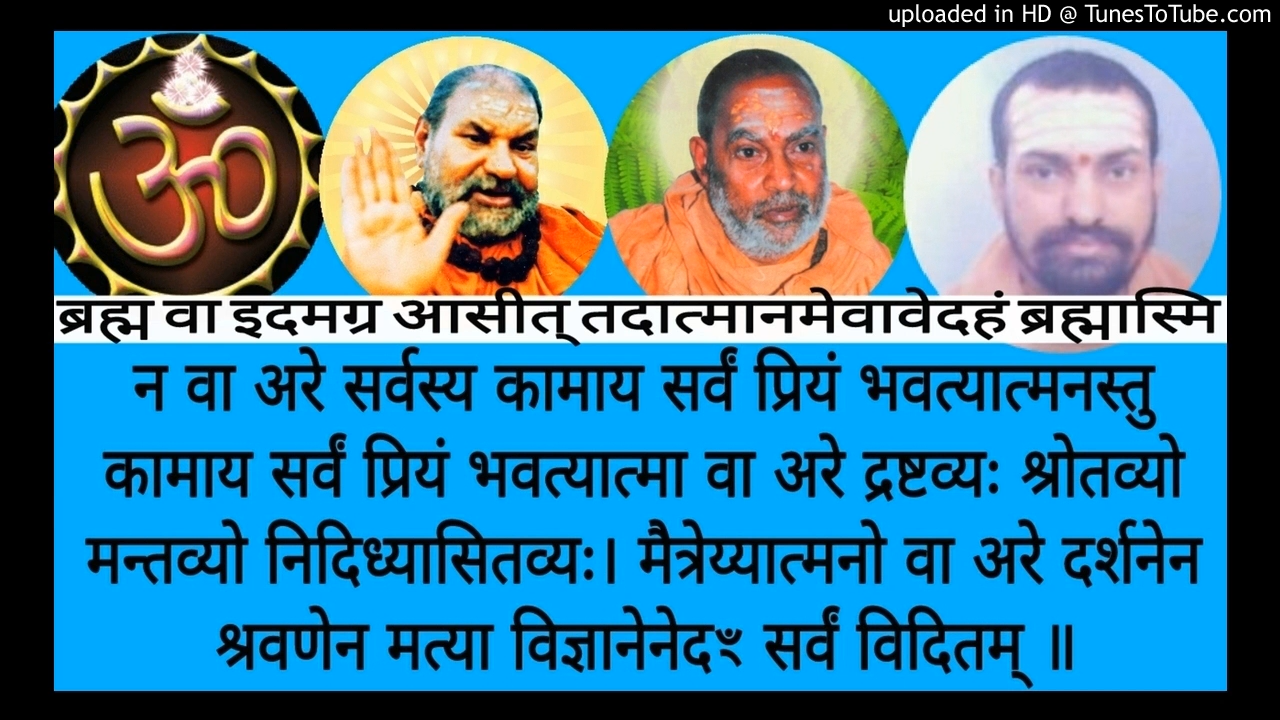 uploaded in HD @ TunesToTube.com
ॐ
ब्रह्म वा इदमग्र आसीत् तदात्मानमेवावेदहं ब्रह्मास्मि
न वा अरे सर्वस्य कामाय सर्वं प्रियं भवत्यात्मनस्तु
कामाय सर्वं प्रियं भवत्यात्मा वा अरे द्रष्टव्यः श्रोतव्यो
मन्तव्यो निदिध्यासितव्यः। मैत्रेय्यात्मनो वा अरे दर्शनेन
श्रवणेन मत्या विज्ञानेनेदꣳ सर्वं विदितम् ॥